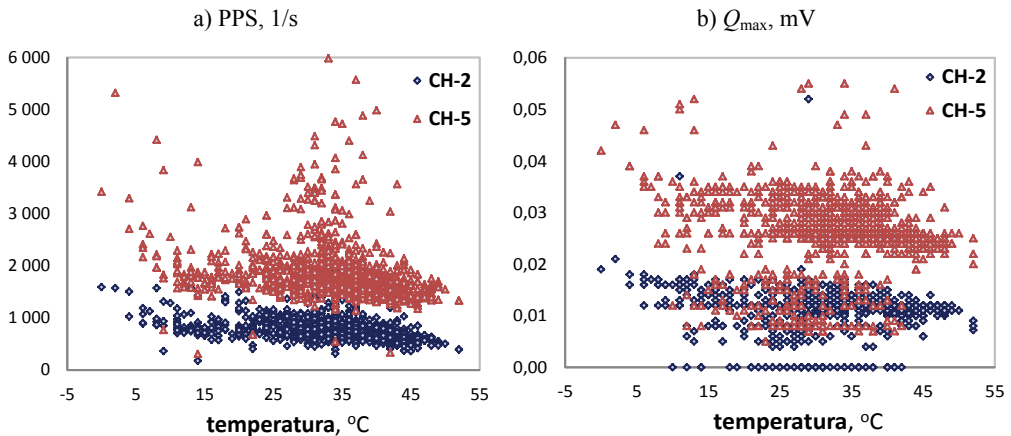 a) PPS, 1/s
6 000
5 000
4 000
3 000
2 000
1 000
0
-5 5 15 25 35 45 55
temperatura, °C
CH-2
CH-5
b) Qmax, mV
0,06
0,05
0,04
0,03
0,02
0,01
0,00
-5 5 15 25 35 45 55
temperatura, °C
CH-2
CH-5